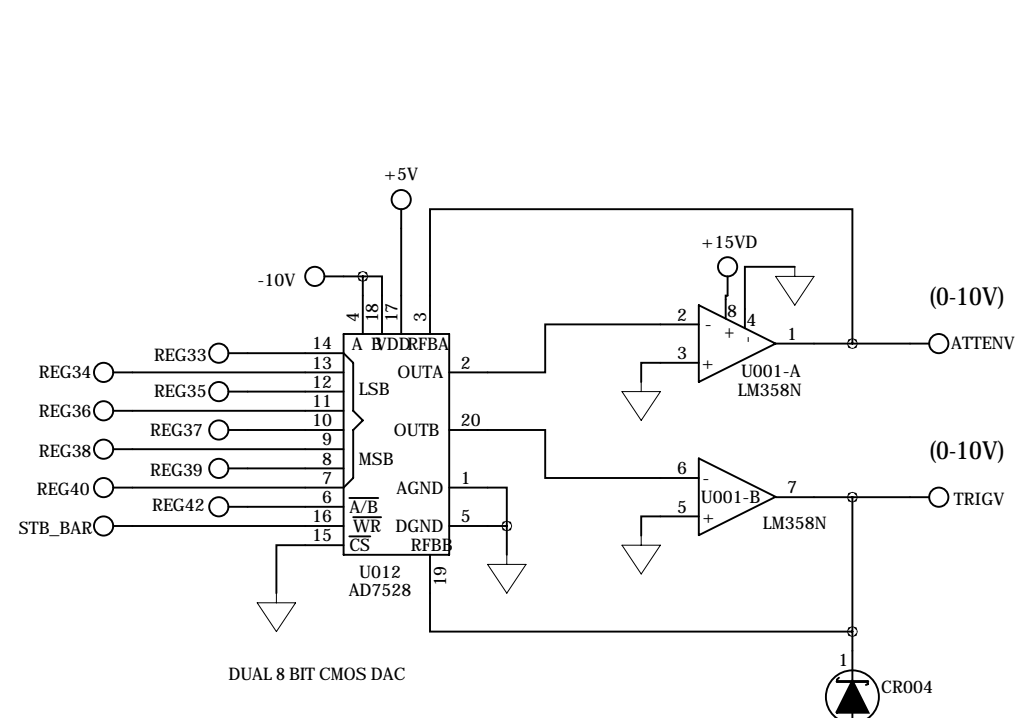 +5V
+15VD
-10V
(0-10V)
4
18
17
3
8
4
2
-
+
-
1
ATTENV
REG33
14
A
B
VDD
RFBA
3
+
REG34
13
OUTA
2
U001-A
LM358N
REG35
12
LSB
REG36
11
REG37
10
OUTB
20
REG38
9
(0-10V)
REG39
8
MSB
6
-
REG40
7
AGND
1
U001-B
7
TRIGV
REG42
6
A/B
5
+
LM358N
STB_BAR
16
WR
DGND
5
15
CS
RFBB
U012
AD7528
19
DUAL 8 BIT CMOS DAC
1
CR004